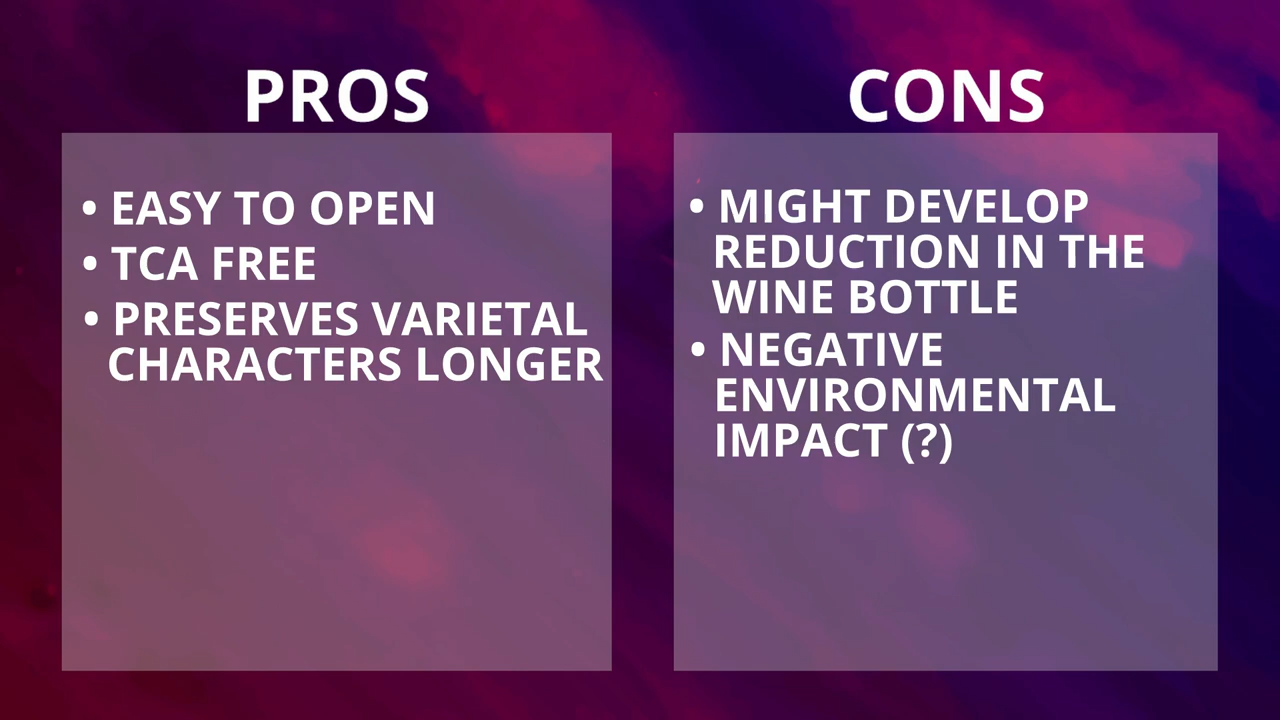 PROS
• EASY TO OPEN
• TCA FREE
• PRESERVES VARIETAL
CHARACTERS LONGER
CONS
• MIGHT DEVELOP
REDUCTION IN THE
WINE BOTTLE
• NEGATIVE
ENVIRONMENTAL
IMPACT (?)